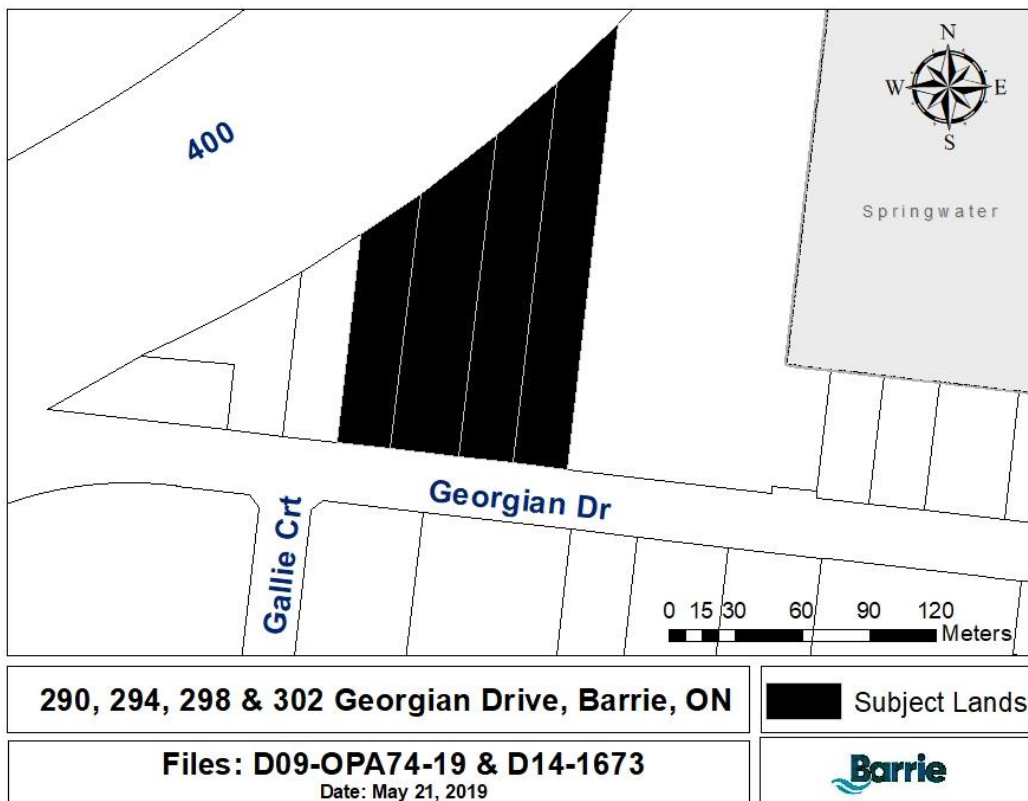 N
W E
S
400
Springwater
Georgian Dr
Gallie Crt
0 15 30 60 90 120
Meters
290, 294, 298 & 302 Georgian Drive, Barrie, ON
Subject Lands
Files: D09-OPA74-19 & D14-1673
Date: May 21, 2019
Barrie